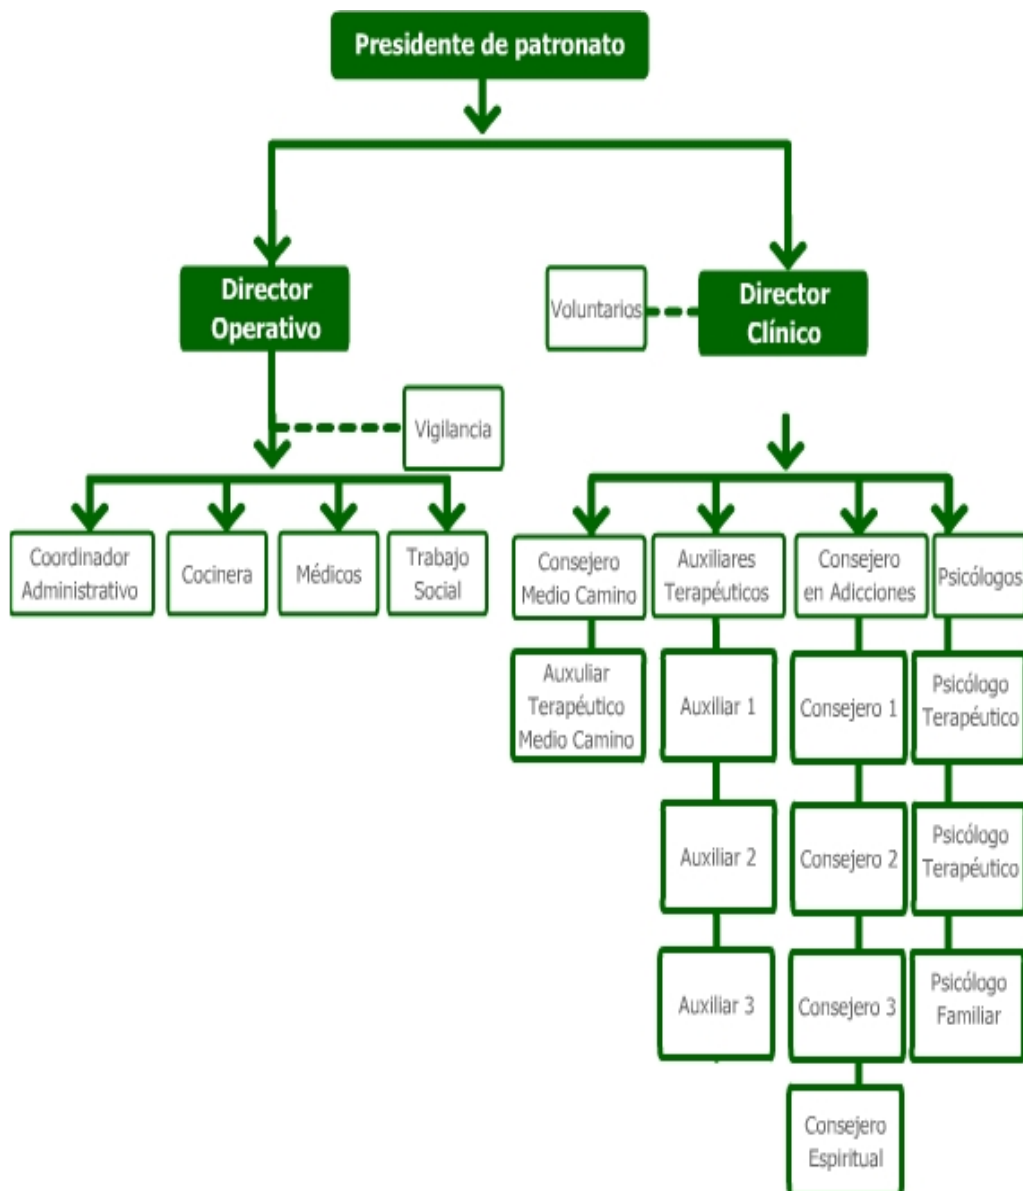 Presidente de patronato
Director
Operativo
Voluntarios
Director
Clínico
Vigilancia
Coordinador
Administrativo
Cocinera
Médicos
Trabajo
Social
Consejero
Medio Camino
Auxiliares
Terapéuticos
Consejero
en Adicciones
Psicólogos
Auxuliar
Terapéutico
Medio Camino
Auxiliar 1
Consejero 1
Psicólogo
Terapéutico
Auxiliar 2
Consejero 2
Psicólogo
Terapéutico
Auxiliar 3
Consejero 3
Psicólogo
Familiar
Consejero
Espiritual